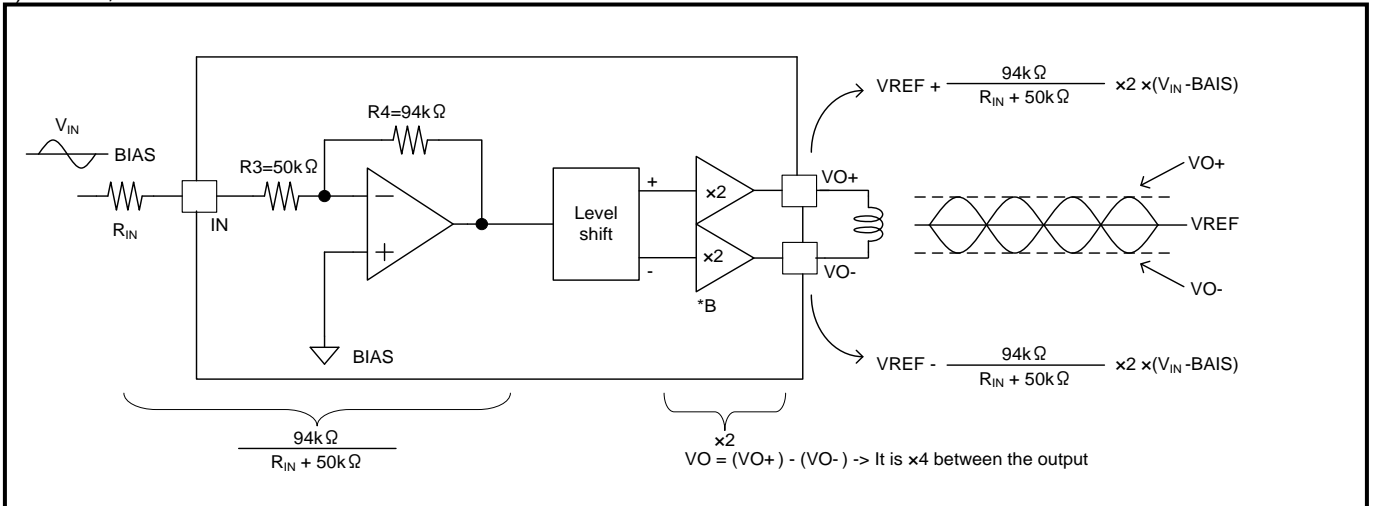 VREF + 94kΩ / RIN + 50kΩ ×2 ×(VIN -BAIS)
R4=94kΩ
VIN
BIAS
R3=50kΩ
VO+
+
×2
VO+
−
Level
shift
VREF
IN
RIN
+
×2
-
VO-
VO-
*B
BIAS
VREF - 94kΩ / RIN + 50kΩ ×2 ×(VIN -BAIS)
94kΩ
RIN + 50kΩ
×2
VO = (VO+ ) - (VO- ) -> It is ×4 between the output